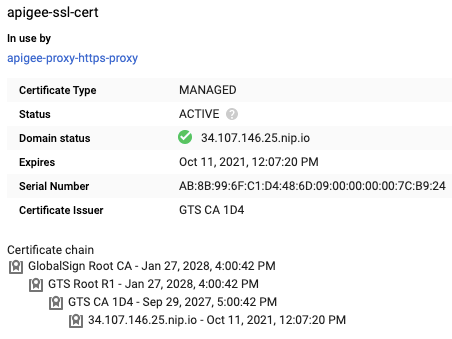 apigee-ssl-cert
In use by
apigee-proxy-https-proxy
Certificate Type MANAGED
Status ACTIVE ?
Domain status 34.107.146.25.nip.io
Expires Oct 11, 2021, 12:07:20 PM
Serial Number AB:8B:99:6F:C1:D4:48:6D:09:00:00:00:00:7C:B9:24
Certificate Issuer GTS CA 1D4
Certificate chain
GlobalSign Root CA - Jan 27, 2028, 4:00:42 PM
GTS Root R1 - Jan 27, 2028, 4:00:42 PM
GTS CA 1D4 - Sep 29, 2027, 5:00:42 PM
34.107.146.25.nip.io - Oct 11, 2021, 12:07:20 PM